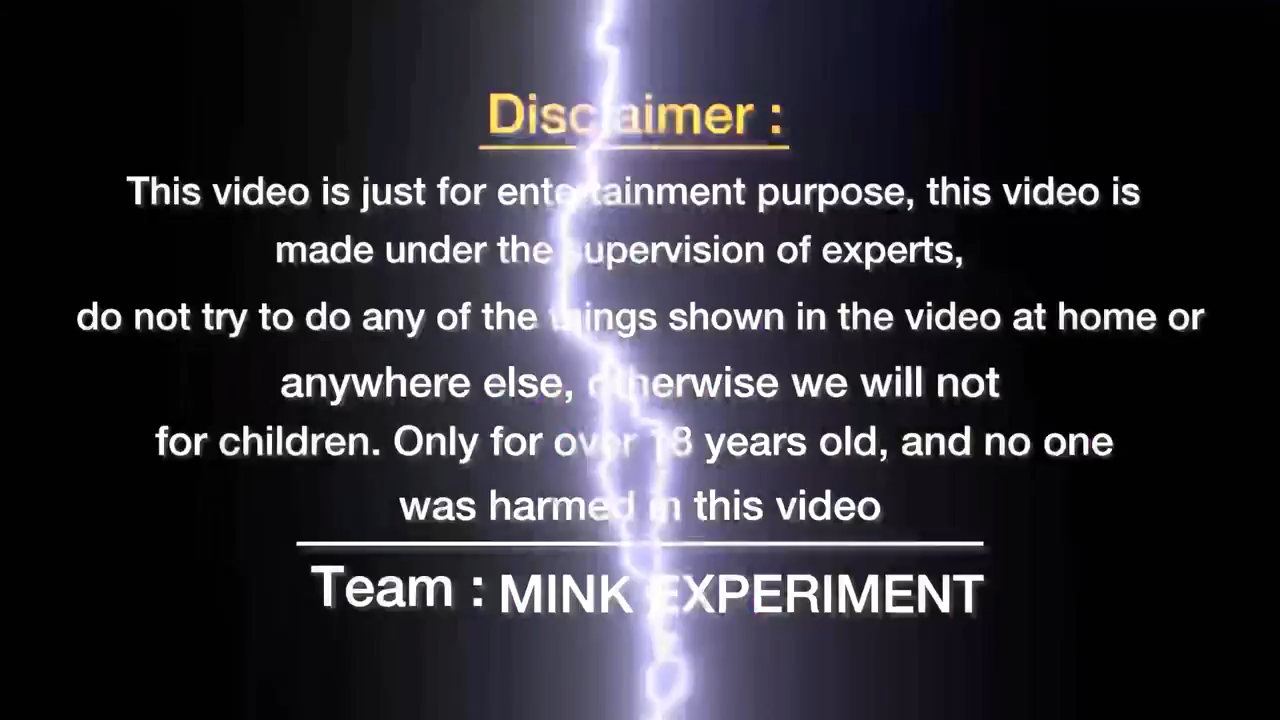 Disclaimer :
This video is just for entertainment purpose, this video is
made under the supervision of experts,
do not try to do any of the things shown in the video at home or
anywhere else, otherwise we will not
for children. Only for over 18 years old, and no one
was harmed in this video
Team : MINK EXPERIMENT